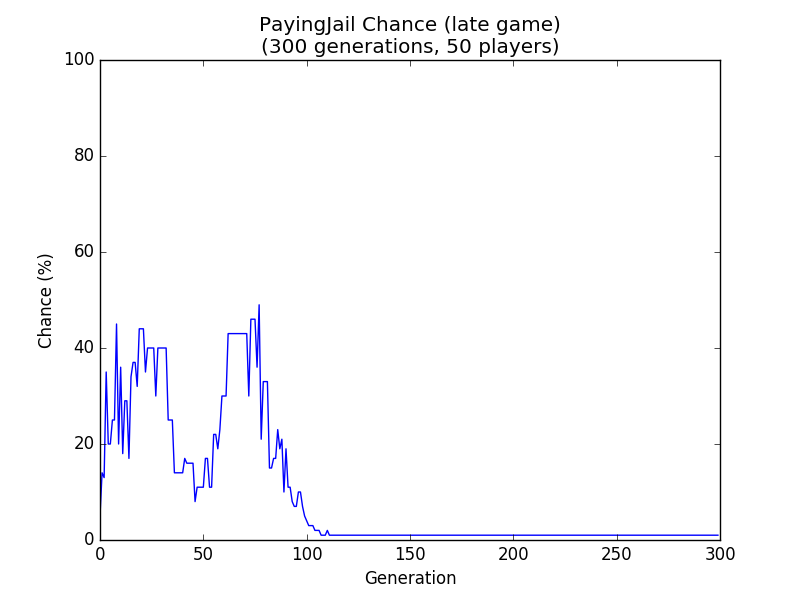 PayingJail Chance (late game)
(300 generations, 50 players)
100
80
60
40
20
0
Chance (%)
0 50 100 150 200 250 300
Generation